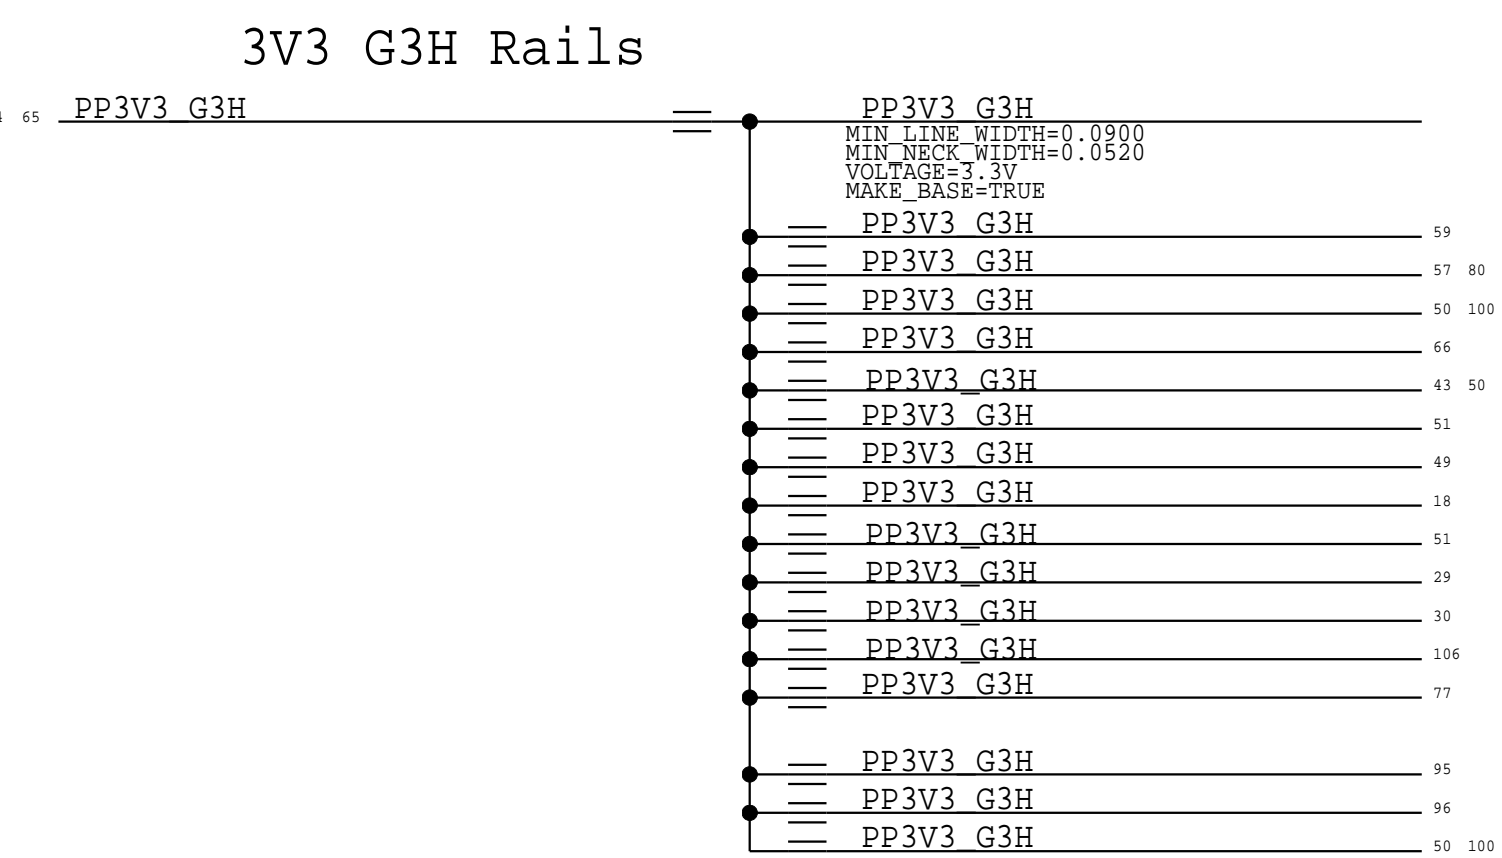 3V3 G3H Rails
65 PP3V3_G3H PP3V3_G3H
MIN_LINE_WIDTH=0.0900
MIN_NECK_WIDTH=0.0520
VOLTAGE=3.3V
MAKE_BASE=TRUE
PP3V3_G3H 59
PP3V3_G3H 57 80
PP3V3_G3H 50 100
PP3V3_G3H 66
PP3V3_G3H 43 50
PP3V3_G3H 51
PP3V3_G3H 49
PP3V3_G3H 18
PP3V3_G3H 51
PP3V3_G3H 29
PP3V3_G3H 30
PP3V3_G3H 106
PP3V3_G3H 77
PP3V3_G3H 95
PP3V3_G3H 96
PP3V3_G3H 50 100